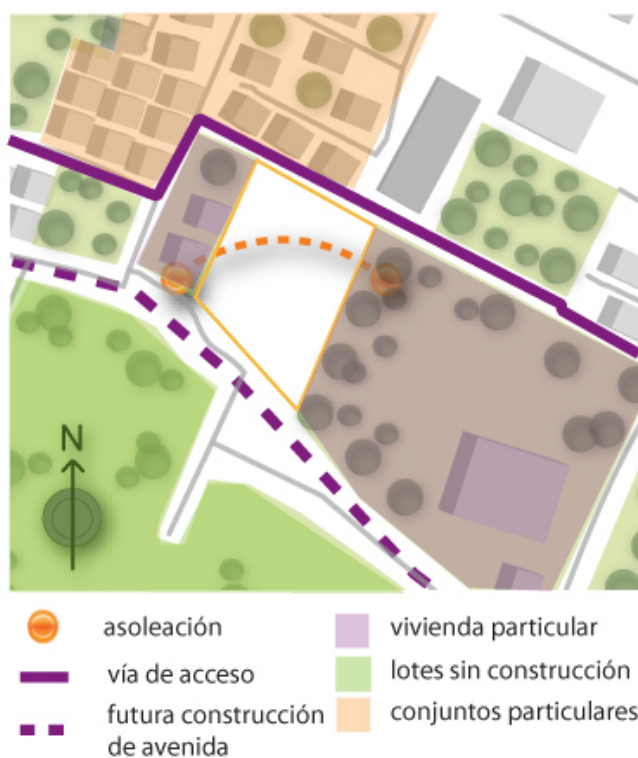 N
asoleación
vía de acceso
futura construcción
de avenida
vivienda particular
lotes sin construcción
conjuntos particulares